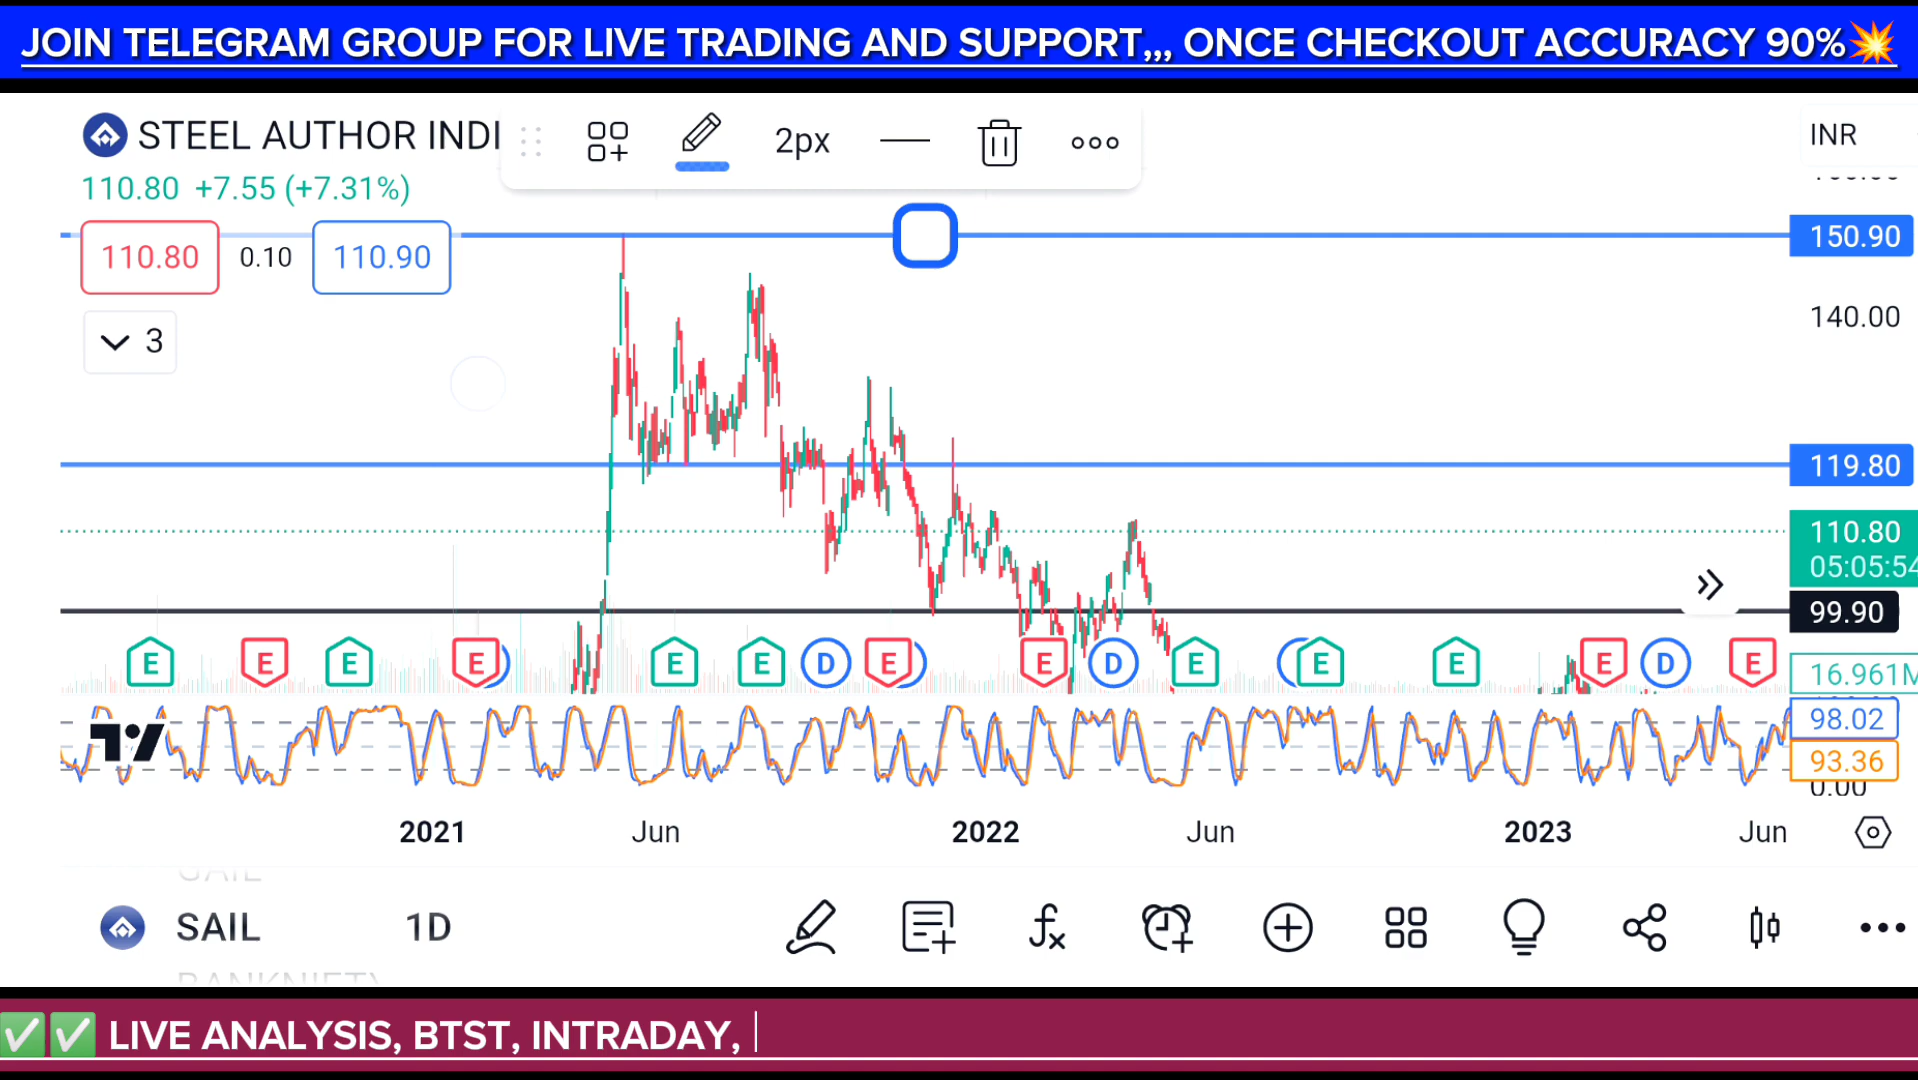 JOIN TELEGRAM GROUP FOR LIVE TRADING AND SUPPORT,,, ONCE CHECKOUT ACCURACY 90%💥
STEEL AUTHOR INDI
2px
INR
110.80 +7.55 (+7.31%)
110.80
0.10
110.90
150.90
140.00
3
119.80
110.80
05:05:54
99.90
E E E E E E D E E D E E E E D E
16.961M
98.02
93.36
0.00
2021 Jun 2022 Jun 2023 Jun
SAIL
SAIL 1D
BANKNIFTY
✅✅ LIVE ANALYSIS, BTST, INTRADAY,